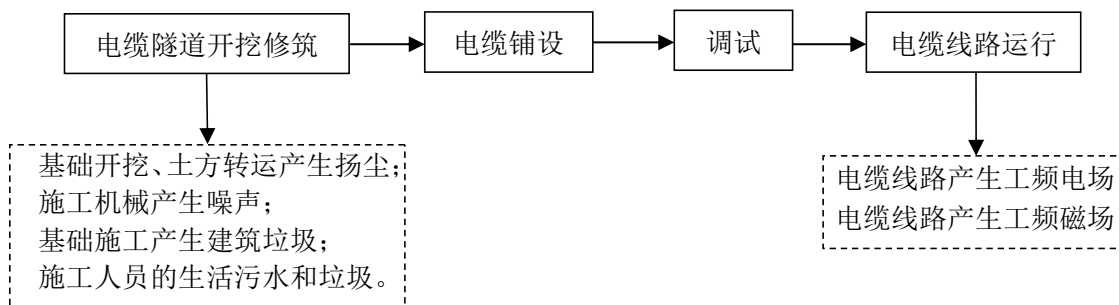 电缆隧道开挖修筑
电缆铺设
调试
电缆线路运行
基础开挖、土方转运产生扬尘；
施工机械产生噪声；
基础施工产生建筑垃圾；
施工人员的生活污水和垃圾。
电缆线路产生工频电场
电缆线路产生工频磁场